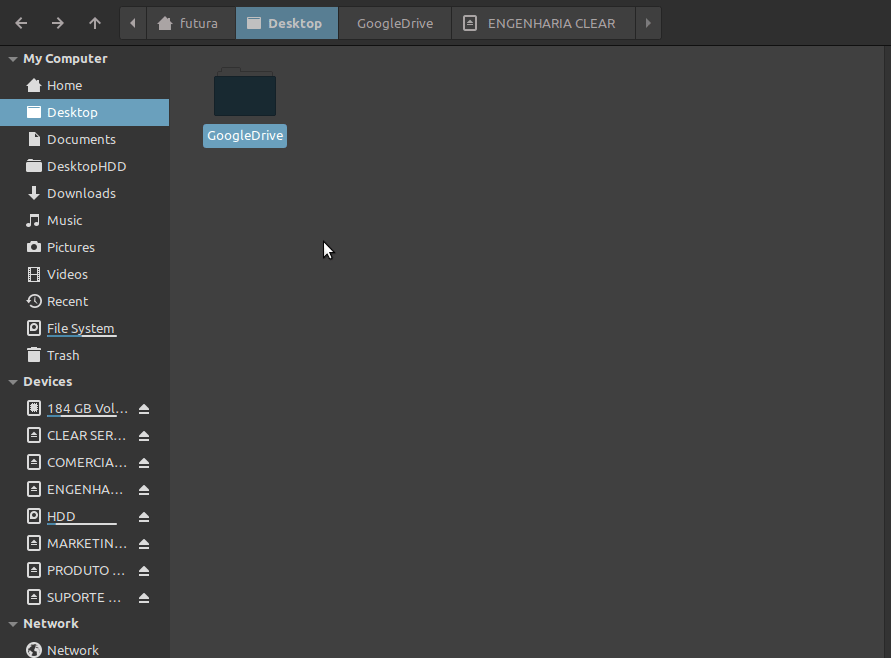 futura
Desktop
GoogleDrive
ENGENHARIA CLEAR
My Computer
Home
Desktop
Documents
DesktopHDD
Downloads
Music
Pictures
Videos
Recent
File System
Trash
Devices
184 GB Vol...
CLEAR SER...
COMERCIA...
ENGENHA...
HDD
MARKETIN...
PRODUTO ...
SUPORTE ...
Network
Network
GoogleDrive